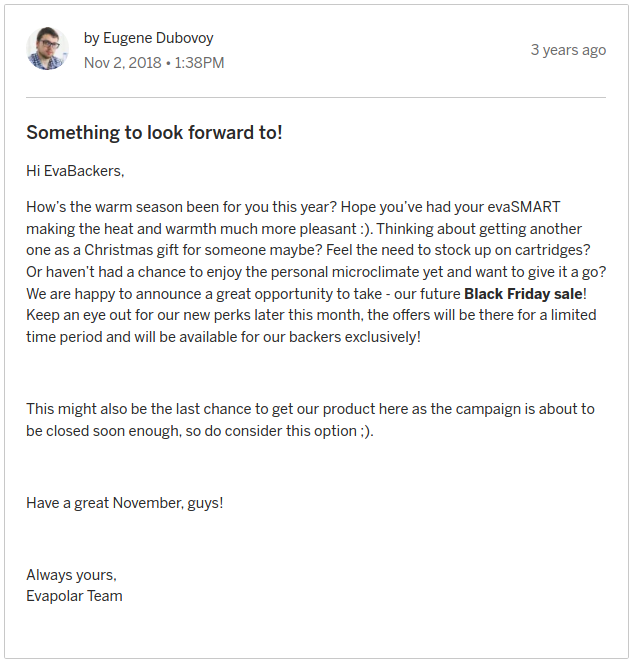 by Eugene Dubovoy
Nov 2, 2018 • 1:38PM
3 years ago
Something to look forward to!
Hi EvaBackers,
How’s the warm season been for you this year? Hope you’ve had your evaSMART
making the heat and warmth much more pleasant :). Thinking about getting another
one as a Christmas gift for someone maybe? Feel the need to stock up on cartridges?
Or haven’t had a chance to enjoy the personal microclimate yet and want to give it a go?
We are happy to announce a great opportunity to take - our future Black Friday sale!
Keep an eye out for our new perks later this month, the offers will be there for a limited
time period and will be available for our backers exclusively!
This might also be the last chance to get our product here as the campaign is about to
be closed soon enough, so do consider this option ;).
Have a great November, guys!
Always yours,
Evapolar Team